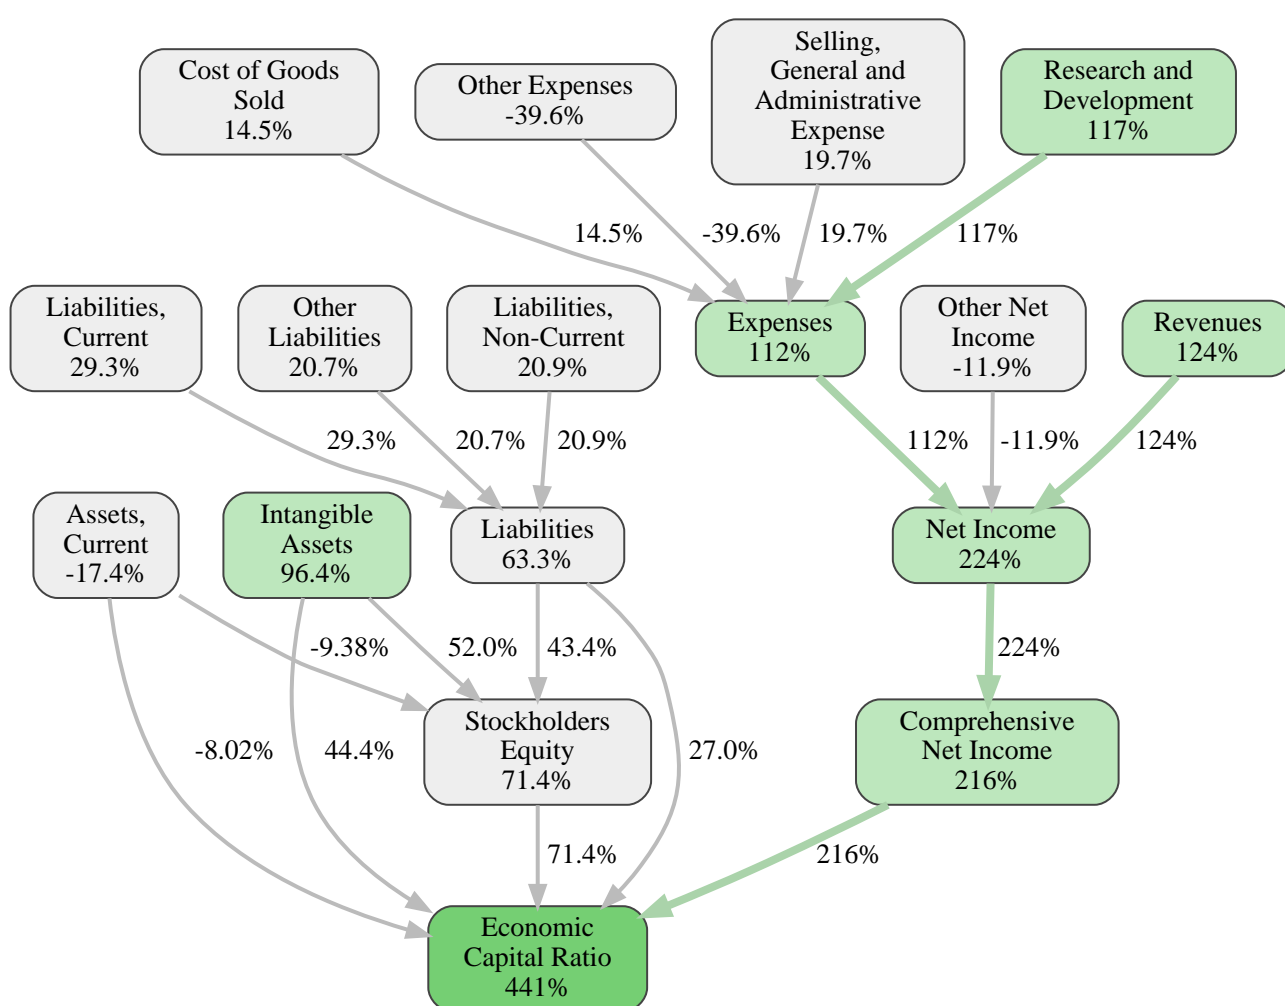 Cost of Goods
Sold
14.5%
Other Expenses
-39.6%
Selling,
General and
Administrative
Expense
19.7%
Research and
Development
117%
14.5%
-39.6%
19.7%
117%
Liabilities,
Current
29.3%
Other
Liabilities
20.7%
Liabilities,
Non-Current
20.9%
Expenses
112%
Other Net
Income
-11.9%
Revenues
124%
29.3%
20.7%
20.9%
112%
-11.9%
124%
Assets,
Current
-17.4%
Intangible
Assets
96.4%
Liabilities
63.3%
Net Income
224%
-9.38%
52.0%
43.4%
224%
-8.02%
44.4%
Stockholders
Equity
71.4%
27.0%
Comprehensive
Net Income
216%
71.4%
216%
Economic
Capital Ratio
441%